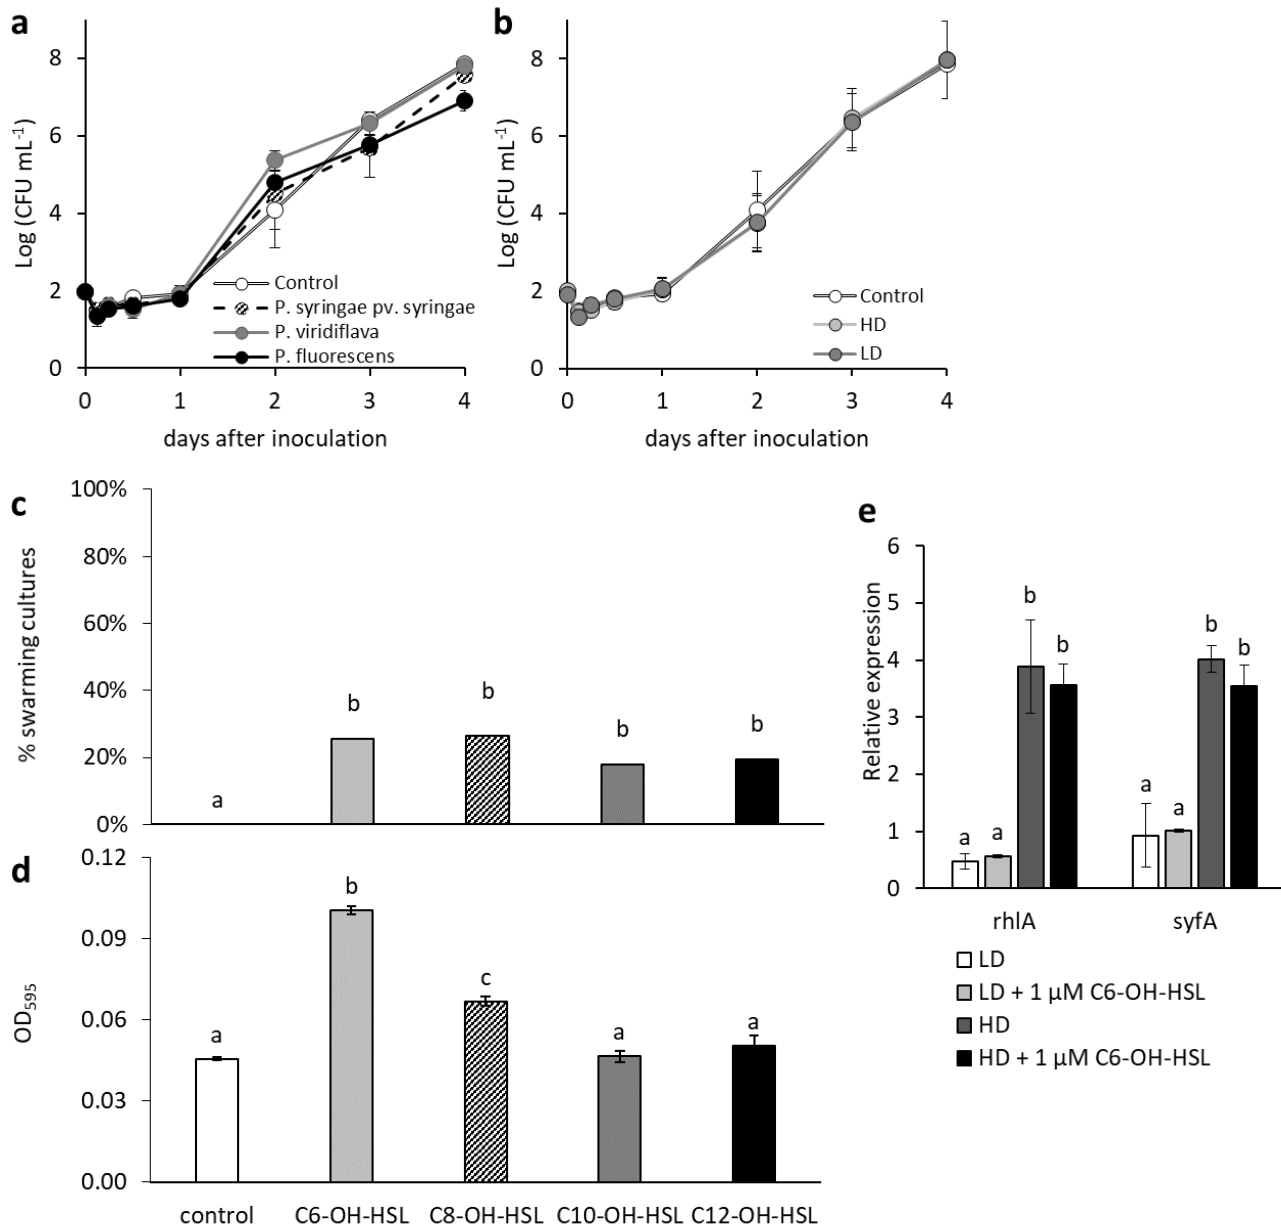 a
Log (CFU mL-1)
8
6
4
2
0
Control
P. syringae pv. syringae
P. viridiflava
P. fluorescens
0 1 2 3 4
days after inoculation
b
Log (CFU mL-1)
8
6
4
2
0
Control
HD
LD
0 1 2 3 4
days after inoculation
c
% swarming cultures
100%
80%
60%
40%
20%
0%
a b b b b
d
OD595
0.12
0.09
0.06
0.03
0.00
a b c a a
control C6-OH-HSL C8-OH-HSL C10-OH-HSL C12-OH-HSL
e
Relative expression
6
5
4
3
2
1
0
a a b b a a b b
rhlA syfA
LD
LD + 1 µM C6-OH-HSL
HD
HD + 1 µM C6-OH-HSL